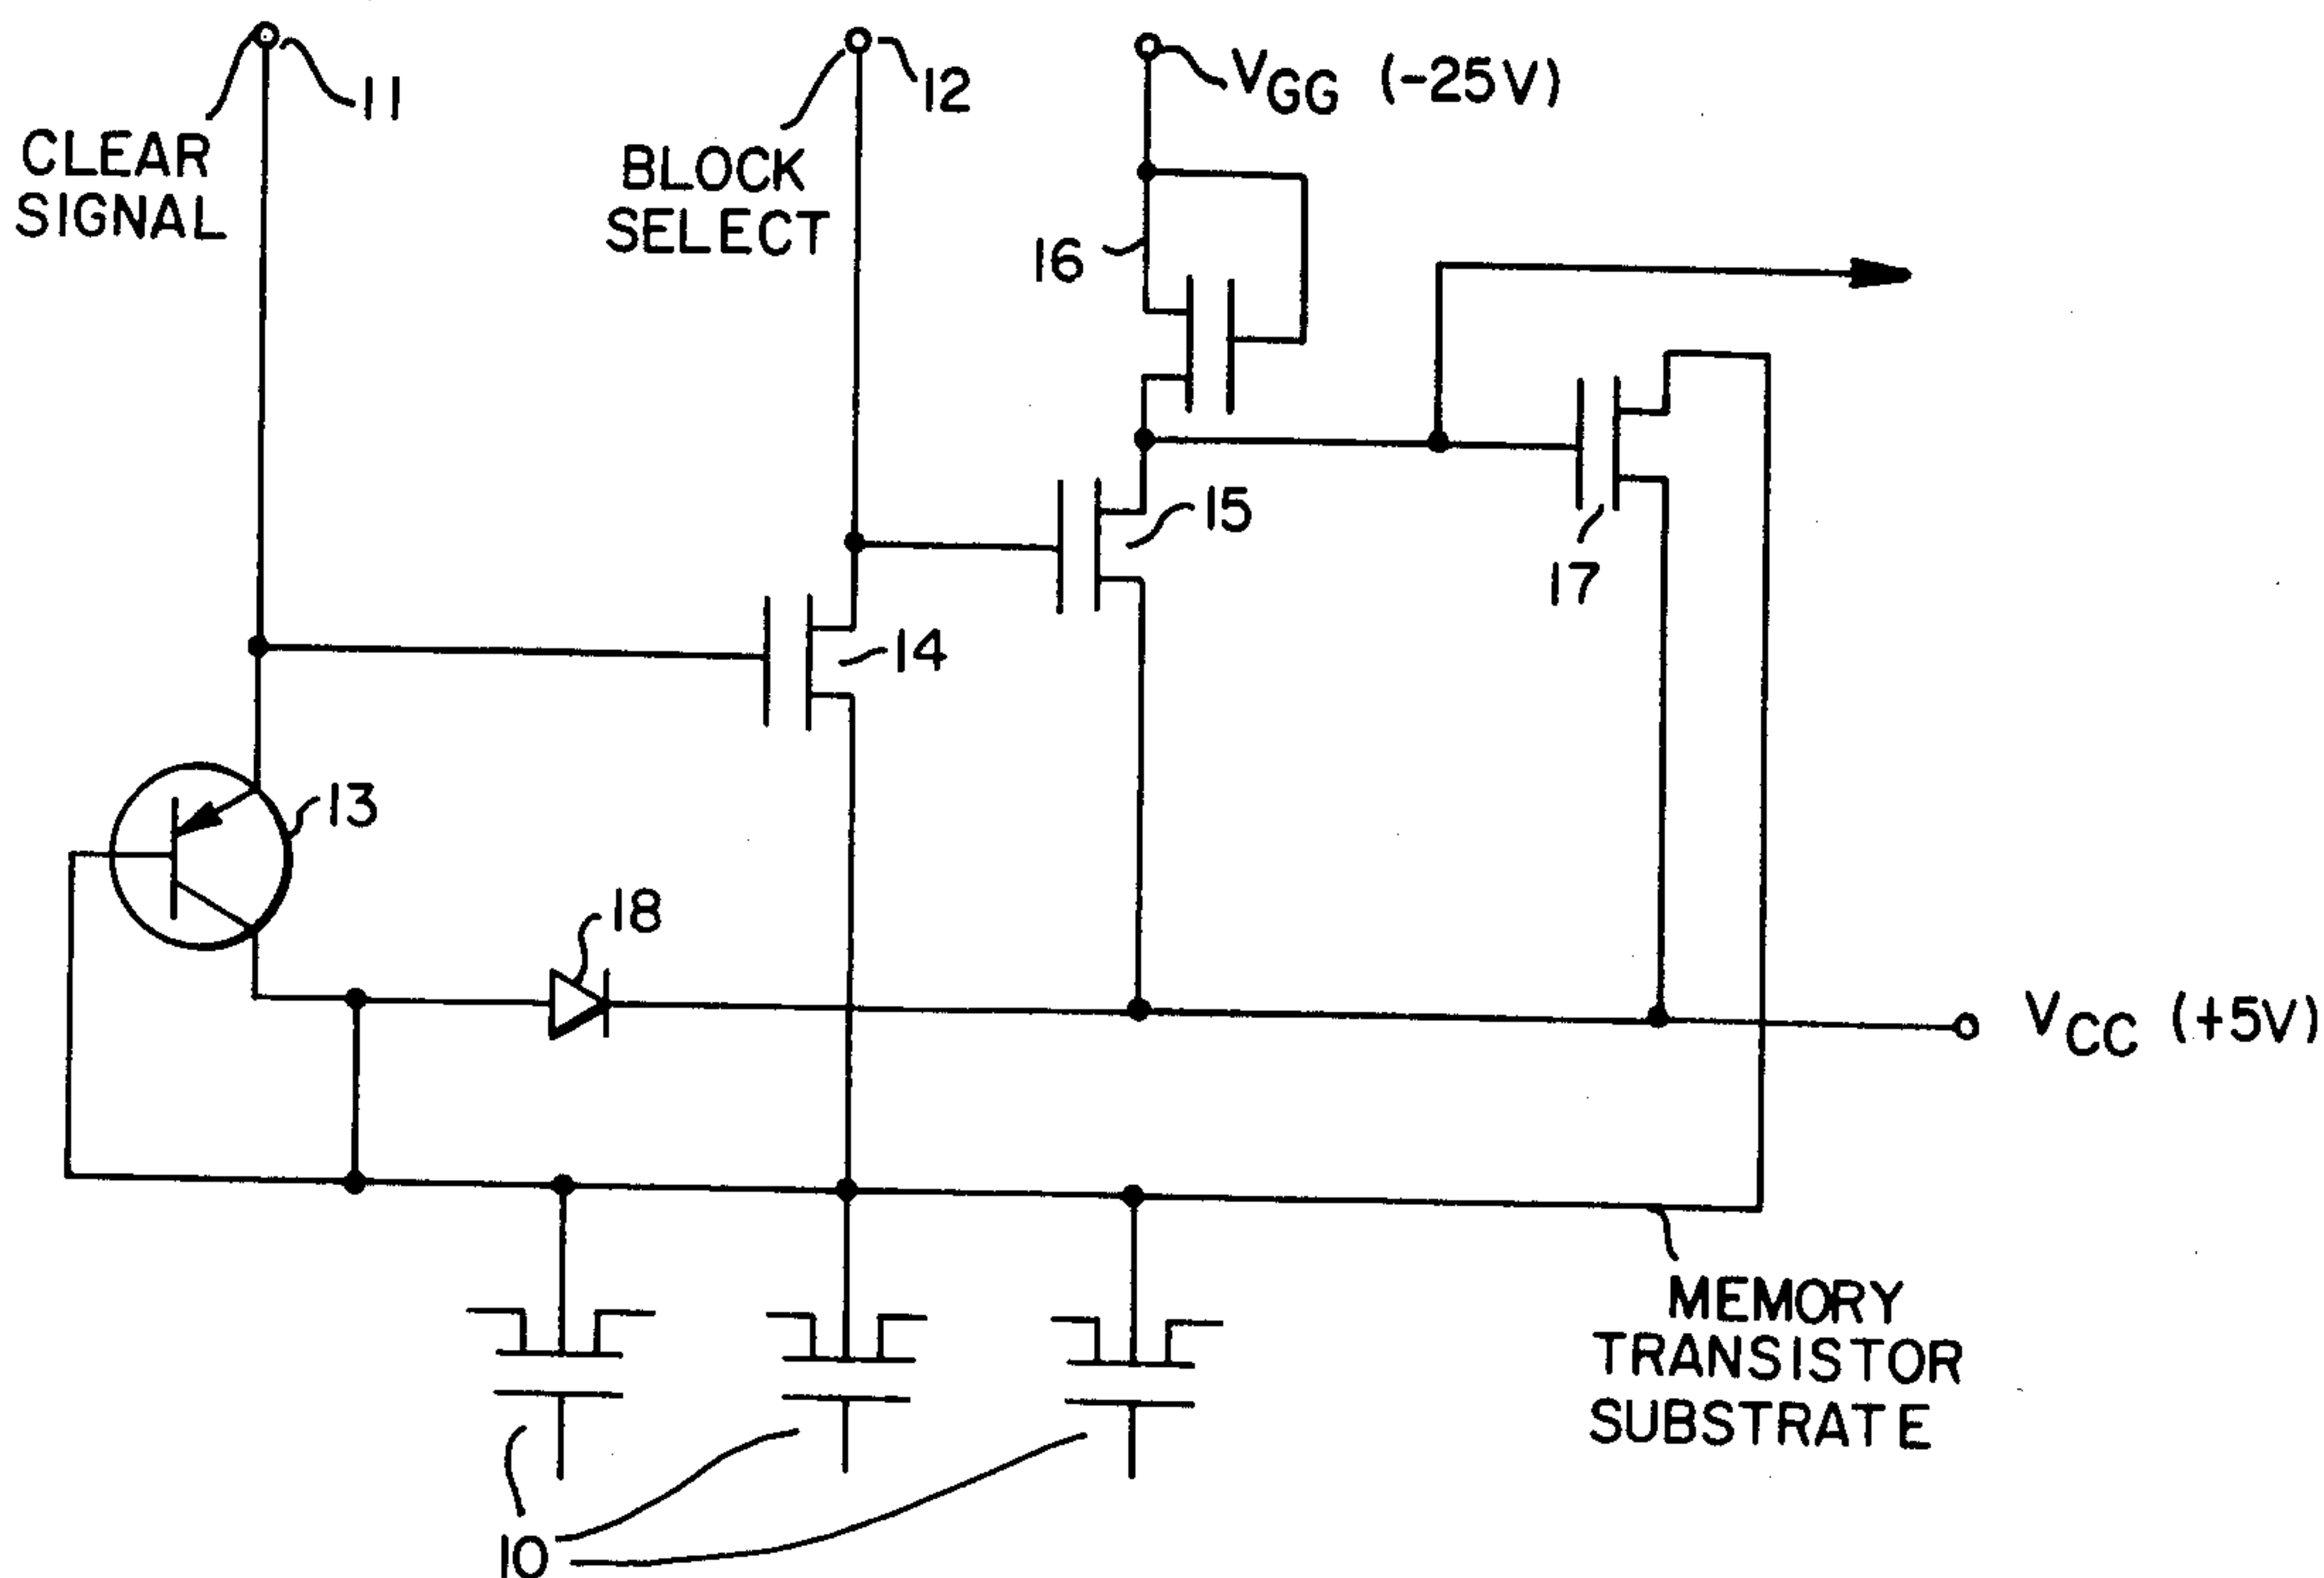 11
CLEAR
SIGNAL
12
BLOCK
SELECT
VGG (-25V)
16
15
17
14
13
18
VCC (+5V)
MEMORY
TRANSISTOR
SUBSTRATE
10